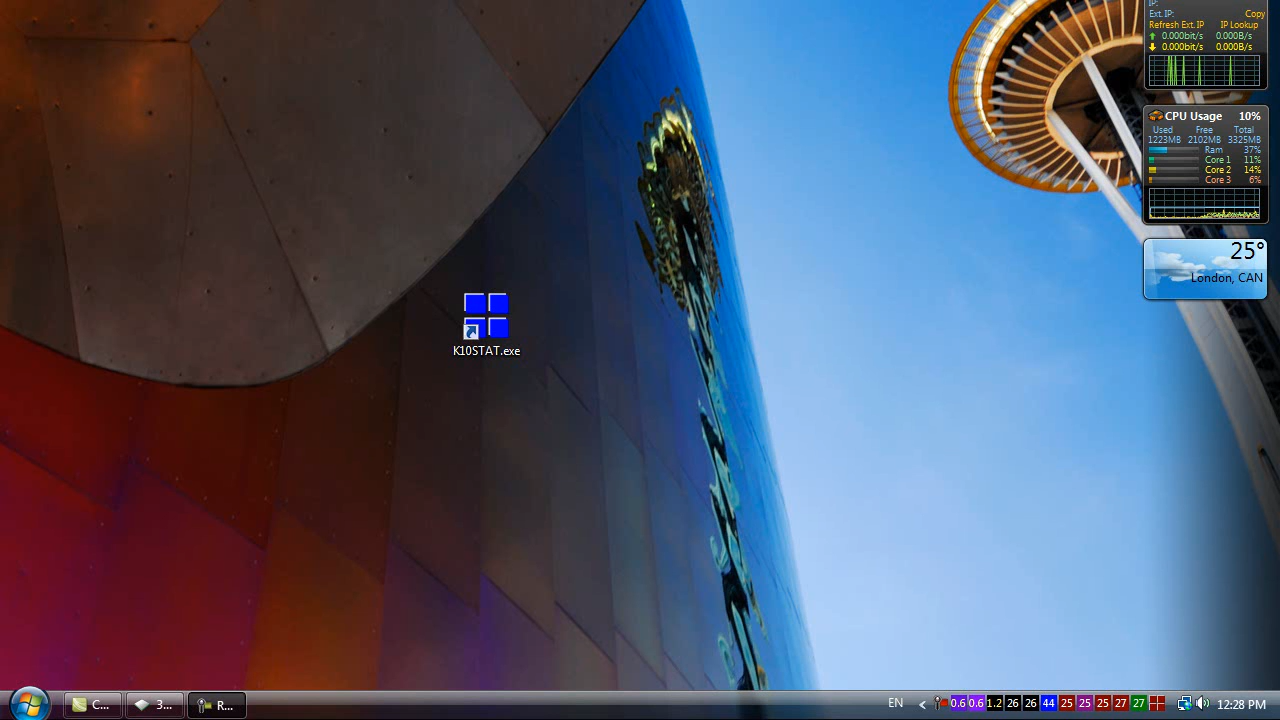 IP:
Ext. IP: Copy
Refresh Ext. IP IP Lookup
0.000bit/s 0.000B/s
0.000bit/s 0.000B/s
CPU Usage 10%
Used Free Total
1223MB 2102MB 3325MB
Ram 37%
Core 1 11%
Core 2 14%
Core 3 6%
25°
London, CAN
K10STAT.exe
C... 3... R... EN 0.6 0.6 1.2 26 26 44 25 25 25 27 27 12:28 PM